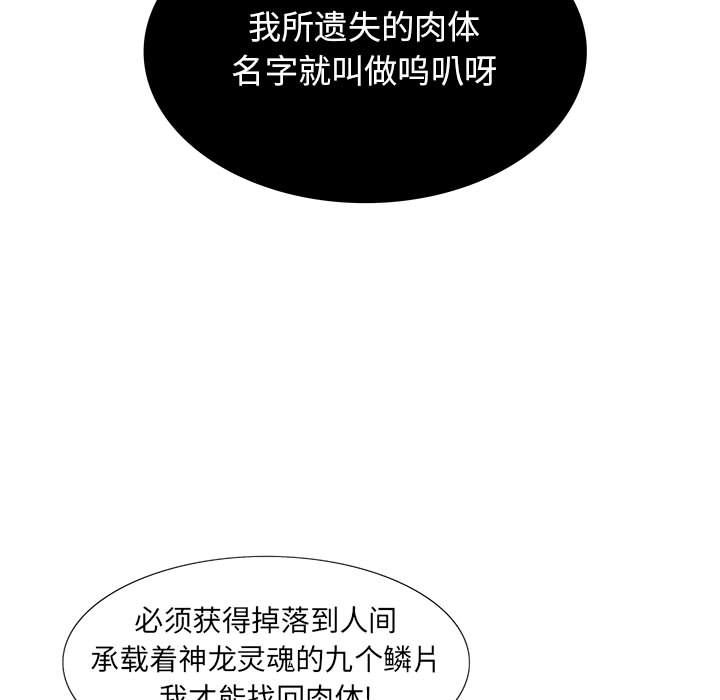 我所遗失的肉体
名字就叫做呜叭呀
必须获得掉落到人间
承载着神龙灵魂的九个鳞片
我才能找回肉体!